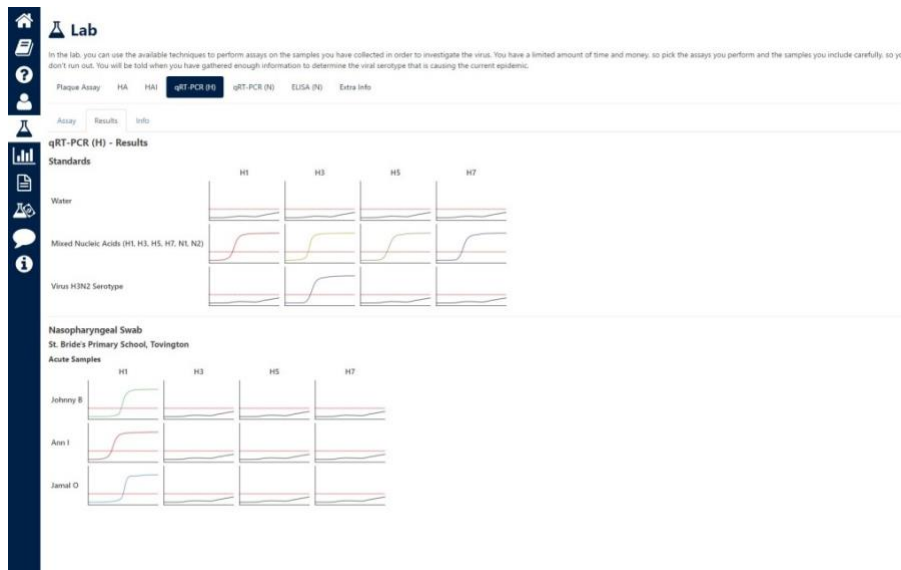 Lab
In the lab, you can use the available techniques to perform assays on the samples you have collected in order to investigate the virus. You have a limited amount of time and money, so pick the assays you perform and the samples you include carefully, so yo
don't run out. You will be told when you have gathered enough information to determine the viral serotype that is causing the current epidemic.
Plaque Assay HA HAI qRT-PCR (H) qRT-PCR (N) ELISA (N) Extra Info
Assay Results Info
qRT-PCR (H) - Results
Standards
H1 H3 H5 H7
Water
Mixed Nucleic Acids (H1, H3, H5, H7, N1, N2)
Virus H3N2 Serotype
Nasopharyngeal Swab
St. Bride's Primary School, Tovington
Acute Samples
H1 H3 H5 H7
Johnny B
Ann I
Jamal O